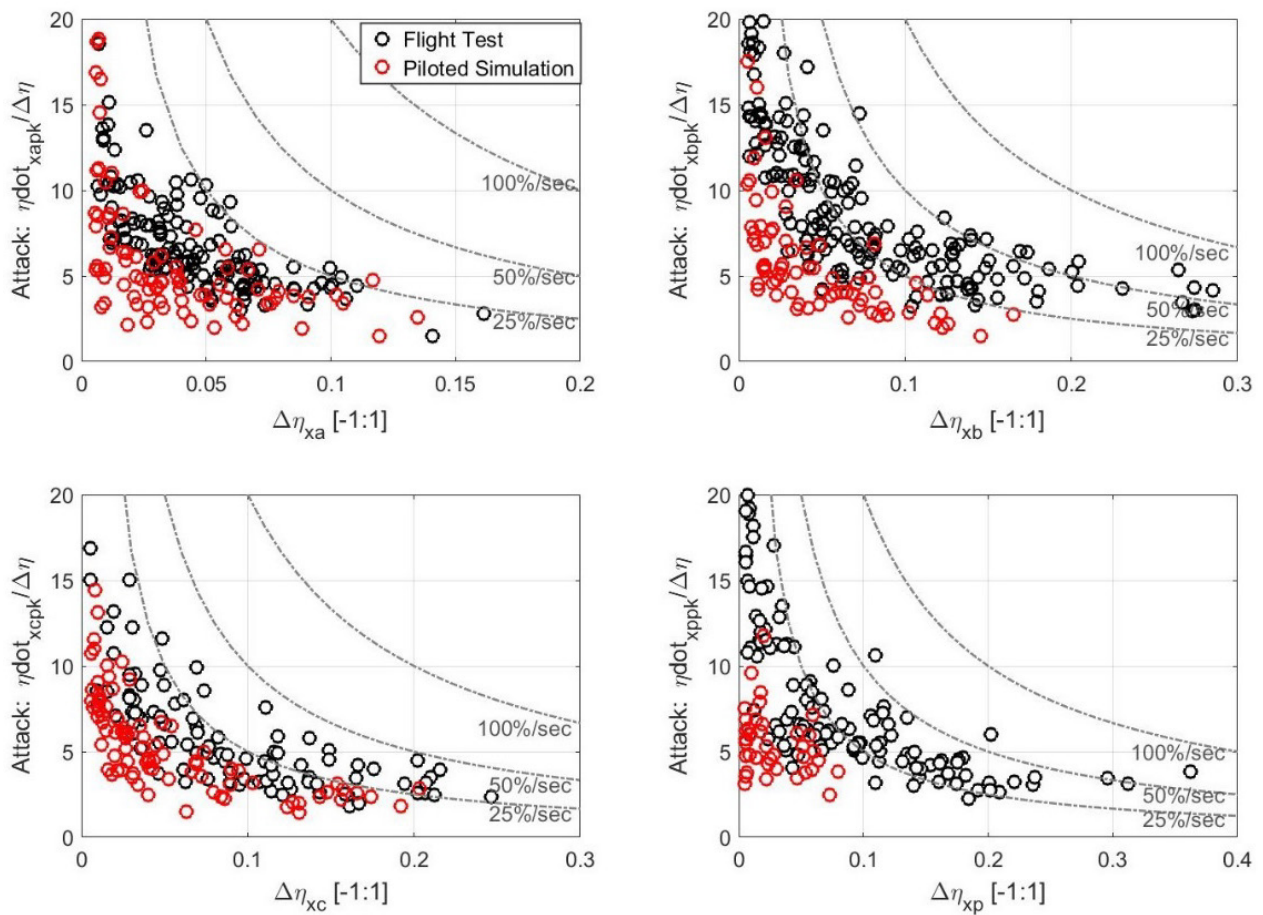 Attack: ηdot_xapk/Δη
20
15
10
5
0
Flight Test
Piloted Simulation
100%/sec
50%/sec
25%/sec
0 0.05 0.1 0.15 0.2
Δη_xa [-1:1]
Attack: ηdot_xbpk/Δη
20
15
10
5
0
100%/sec
50%/sec
25%/sec
0 0.1 0.2 0.3
Δη_xb [-1:1]
Attack: ηdot_xcpk/Δη
20
15
10
5
0
100%/sec
50%/sec
25%/sec
0 0.1 0.2 0.3
Δη_xc [-1:1]
Attack: ηdot_xppk/Δη
20
15
10
5
0
100%/sec
50%/sec
25%/sec
0 0.1 0.2 0.3 0.4
Δη_xp [-1:1]